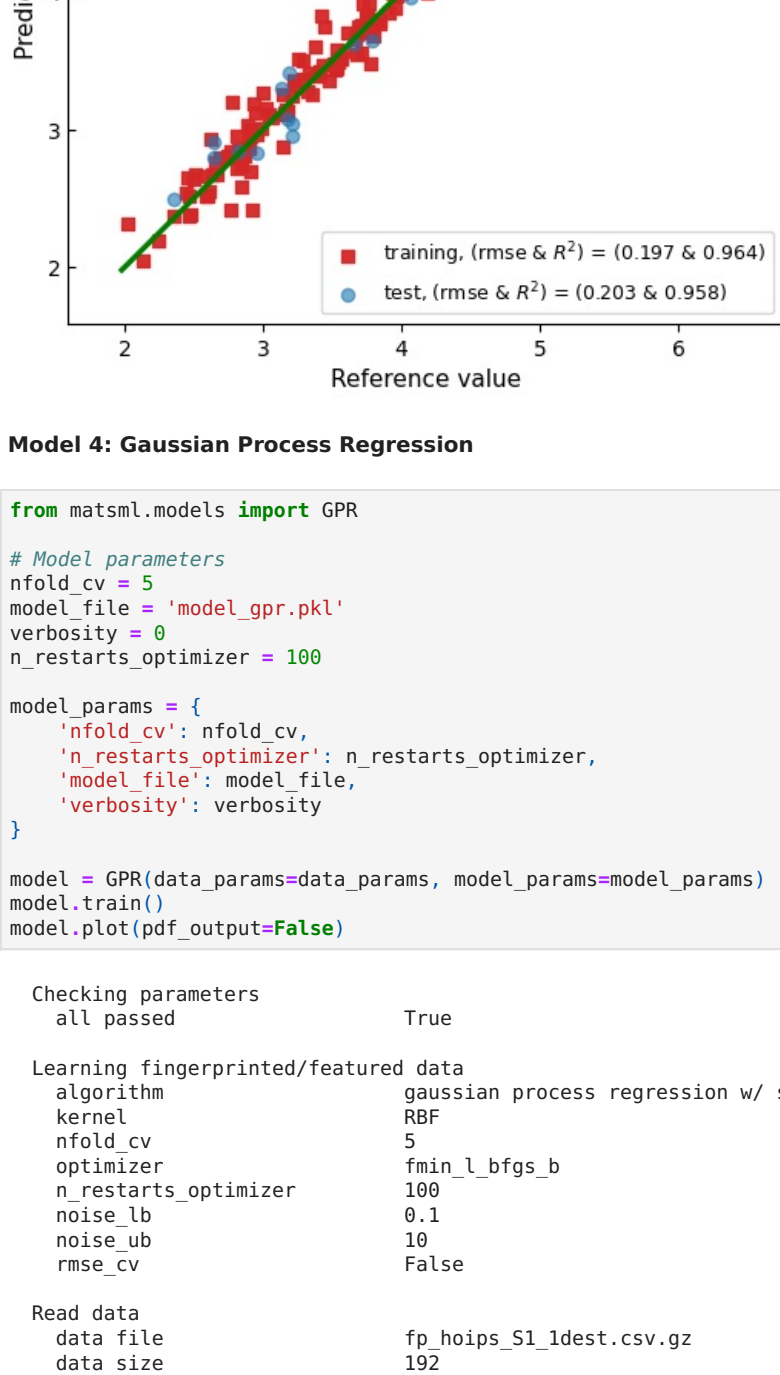 3
2
training, (rmse & R²) = (0.197 & 0.964)
test, (rmse & R²) = (0.203 & 0.958)
2 3 4 5 6
Reference value
Model 4: Gaussian Process Regression
from matsml.models import GPR
# Model parameters
nfold_cv = 5
model_file = 'model_gpr.pkl'
verbosity = 0
n_restarts_optimizer = 100
model_params = {
'nfold_cv': nfold_cv,
'n_restarts_optimizer': n_restarts_optimizer,
'model_file': model_file,
'verbosity': verbosity
}
model = GPR(data_params=data_params, model_params=model_params)
model.train()
model.plot(pdf_output=False)
Checking parameters
all passed True
Learning fingerprinted/featured data
algorithm gaussian process regression w/
kernel RBF
nfold_cv 5
optimizer fmin_l_bfgs_b
n_restarts_optimizer 100
noise_lb 0.1
noise_ub 10
rmse_cv False
Read data
data file fp_hoips_S1_1dest.csv.gz
data size 192